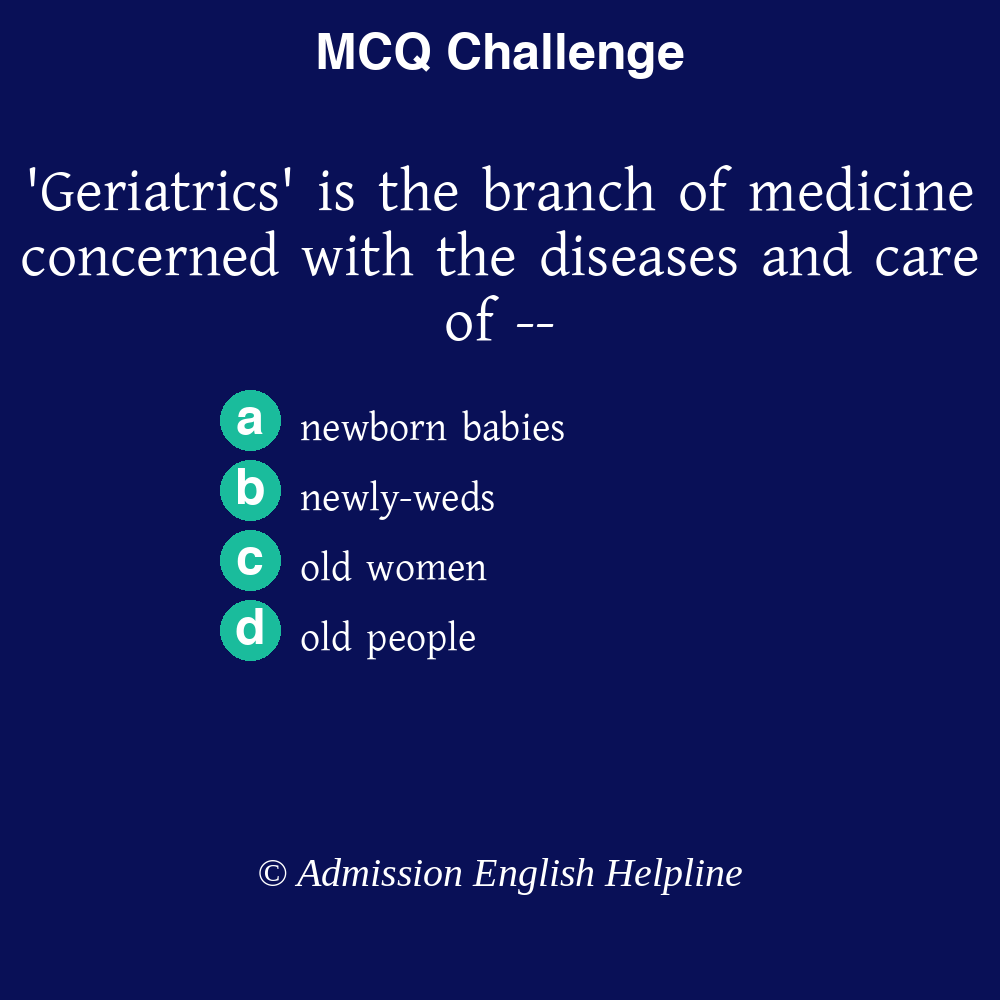 MCQ Challenge
'Geriatrics' is the branch of medicine
concerned with the diseases and care
of --
a newborn babies
b newly-weds
c old women
d old people
© Admission English Helpline